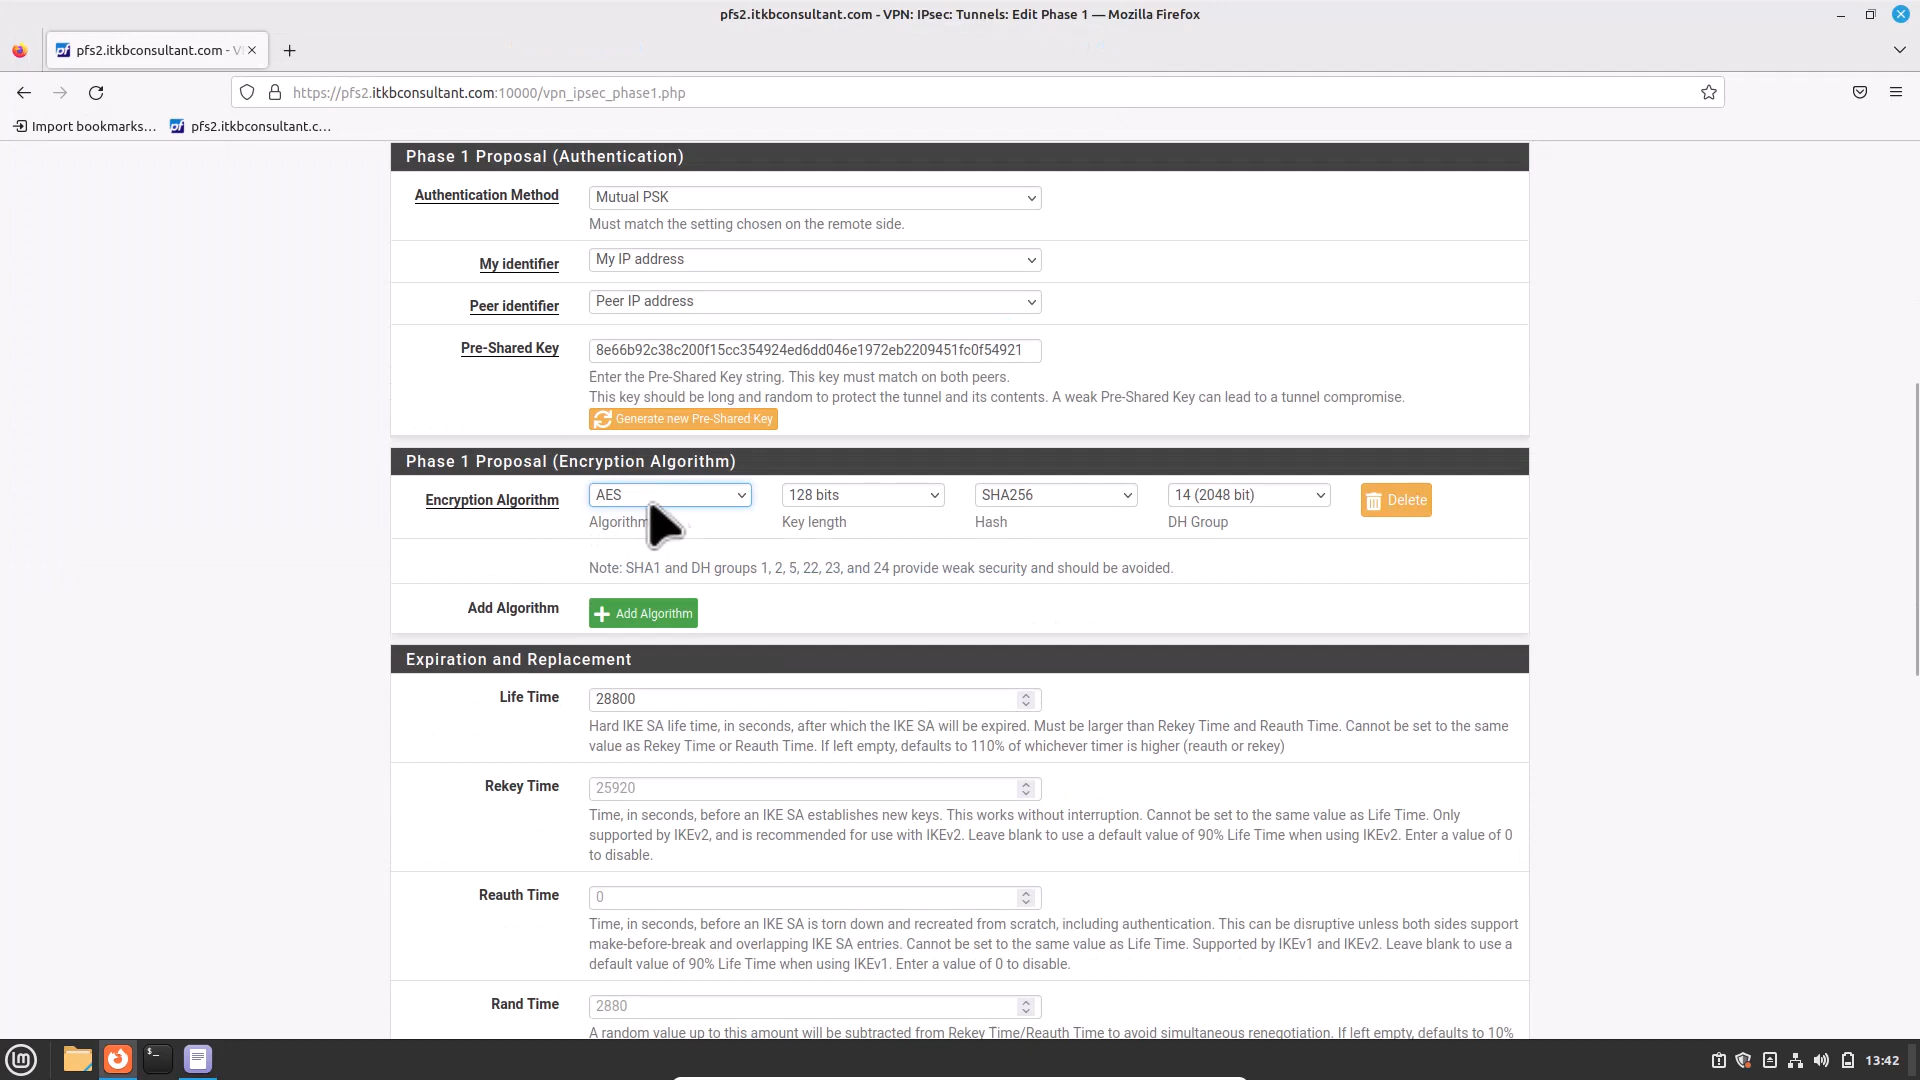 pfs2.itkbconsultant.com - VPN: IPsec: Tunnels: Edit Phase 1 — Mozilla Firefox
pfs2.itkbconsultant.com - V
https://pfs2.itkbconsultant.com:10000/vpn_ipsec_phase1.php
Import bookmarks...
pfs2.itkbconsultant.c...
Phase 1 Proposal (Authentication)
Authentication Method
Mutual PSK
Must match the setting chosen on the remote side.
My identifier
My IP address
Peer identifier
Peer IP address
Pre-Shared Key
8e66b92c38c200f15cc354924ed6dd046e1972eb2209451fc0f54921
Enter the Pre-Shared Key string. This key must match on both peers.
This key should be long and random to protect the tunnel and its contents. A weak Pre-Shared Key can lead to a tunnel compromise.
Generate new Pre-Shared Key
Phase 1 Proposal (Encryption Algorithm)
Encryption Algorithm
AES
128 bits
SHA256
14 (2048 bit)
Delete
Algorithm
Key length
Hash
DH Group
Note: SHA1 and DH groups 1, 2, 5, 22, 23, and 24 provide weak security and should be avoided.
Add Algorithm
Add Algorithm
Expiration and Replacement
Life Time
28800
Hard IKE SA life time, in seconds, after which the IKE SA will be expired. Must be larger than Rekey Time and Reauth Time. Cannot be set to the same
value as Rekey Time or Reauth Time. If left empty, defaults to 110% of whichever timer is higher (reauth or rekey)
Rekey Time
25920
Time, in seconds, before an IKE SA establishes new keys. This works without interruption. Cannot be set to the same value as Life Time. Only
supported by IKEv2, and is recommended for use with IKEv2. Leave blank to use a default value of 90% Life Time when using IKEv2. Enter a value of 0
to disable.
Reauth Time
0
Time, in seconds, before an IKE SA is torn down and recreated from scratch, including authentication. This can be disruptive unless both sides support
make-before-break and overlapping IKE SA entries. Cannot be set to the same value as Life Time. Supported by IKEv1 and IKEv2. Leave blank to use a
default value of 90% Life Time when using IKEv1. Enter a value of 0 to disable.
Rand Time
2880
A random value up to this amount will be subtracted from Rekey Time/Reauth Time to avoid simultaneous renegotiation. If left empty, defaults to 10%
13:42